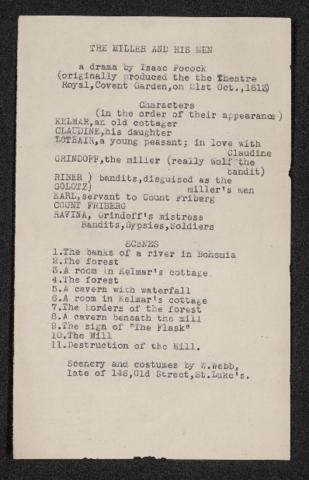 THE MILLER AND HIS MEN
a drama by Isaac Pocock
(originally produced the the Theatre
Royal,Covent Garden,on 21st Oct.,1813)
Characters
(in the order of their appearance)
KELMAR,an old cottager
CLAUDINE,his daughter
LOTHAIR,a young peasant; in love with
Claudine
GRINDOFF,the miller (really Wolf the
bandit)
RIBER ) bandits,disguised as the
GOLOTZ) miller's men
KARL,servant to Count Friberg
COUNT FRIBERG
RAVINA, Grindoff's mistress
Bandits,Gypsies,Soldiers
SCENES
1.The banks of a river in Bohemia
2.The forest
3.A room in Kelmar's cottage
4.The forest
5.A cavern with waterfall
6.A room in Kelmar's cottage
7.The borders of the forest
8.A cavern beneath the mill
9.The sign of "The Flask"
10.The Mill
11.Destruction of the Mill.
Scenery and costumes by W.Webb,
late of 146,Old Street,St.Luke's.